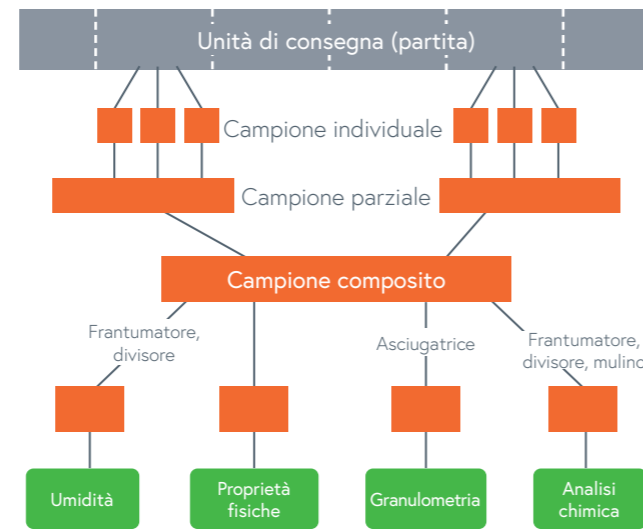 Unità di consegna (partita)
Campione individuale
Campione parziale
Campione composito
Frantumatore,
divisore
Asciugatrice
Frantumatore,
divisore, mulino
Umidità
Proprietà
fisiche
Granulometria
Analisi
chimica